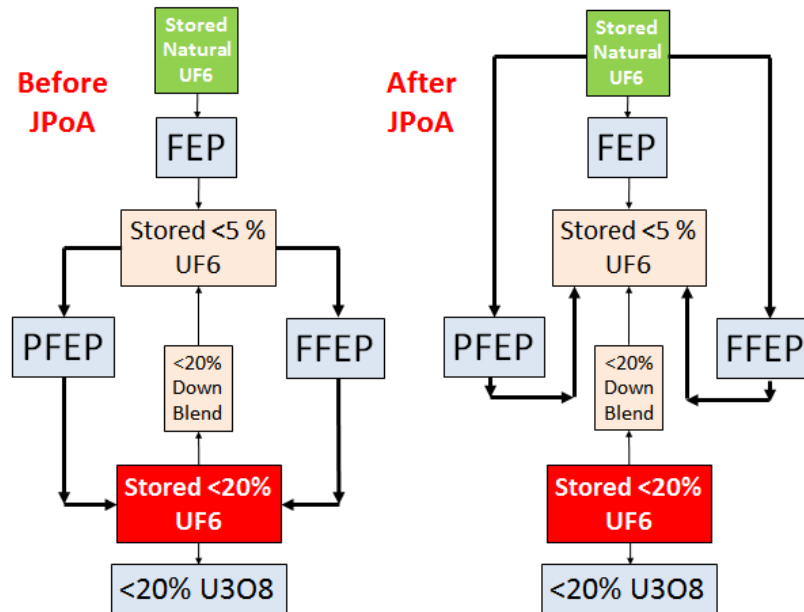 Stored
Natural
UF6
Before
JPoA
FEP
Stored <5 %
UF6
PFEP
FFEP
<20%
Down
Blend
Stored <20%
UF6
<20% U3O8
Stored
Natural
UF6
After
JPoA
FEP
Stored <5 %
UF6
PFEP
FFEP
<20%
Down
Blend
Stored <20%
UF6
<20% U3O8